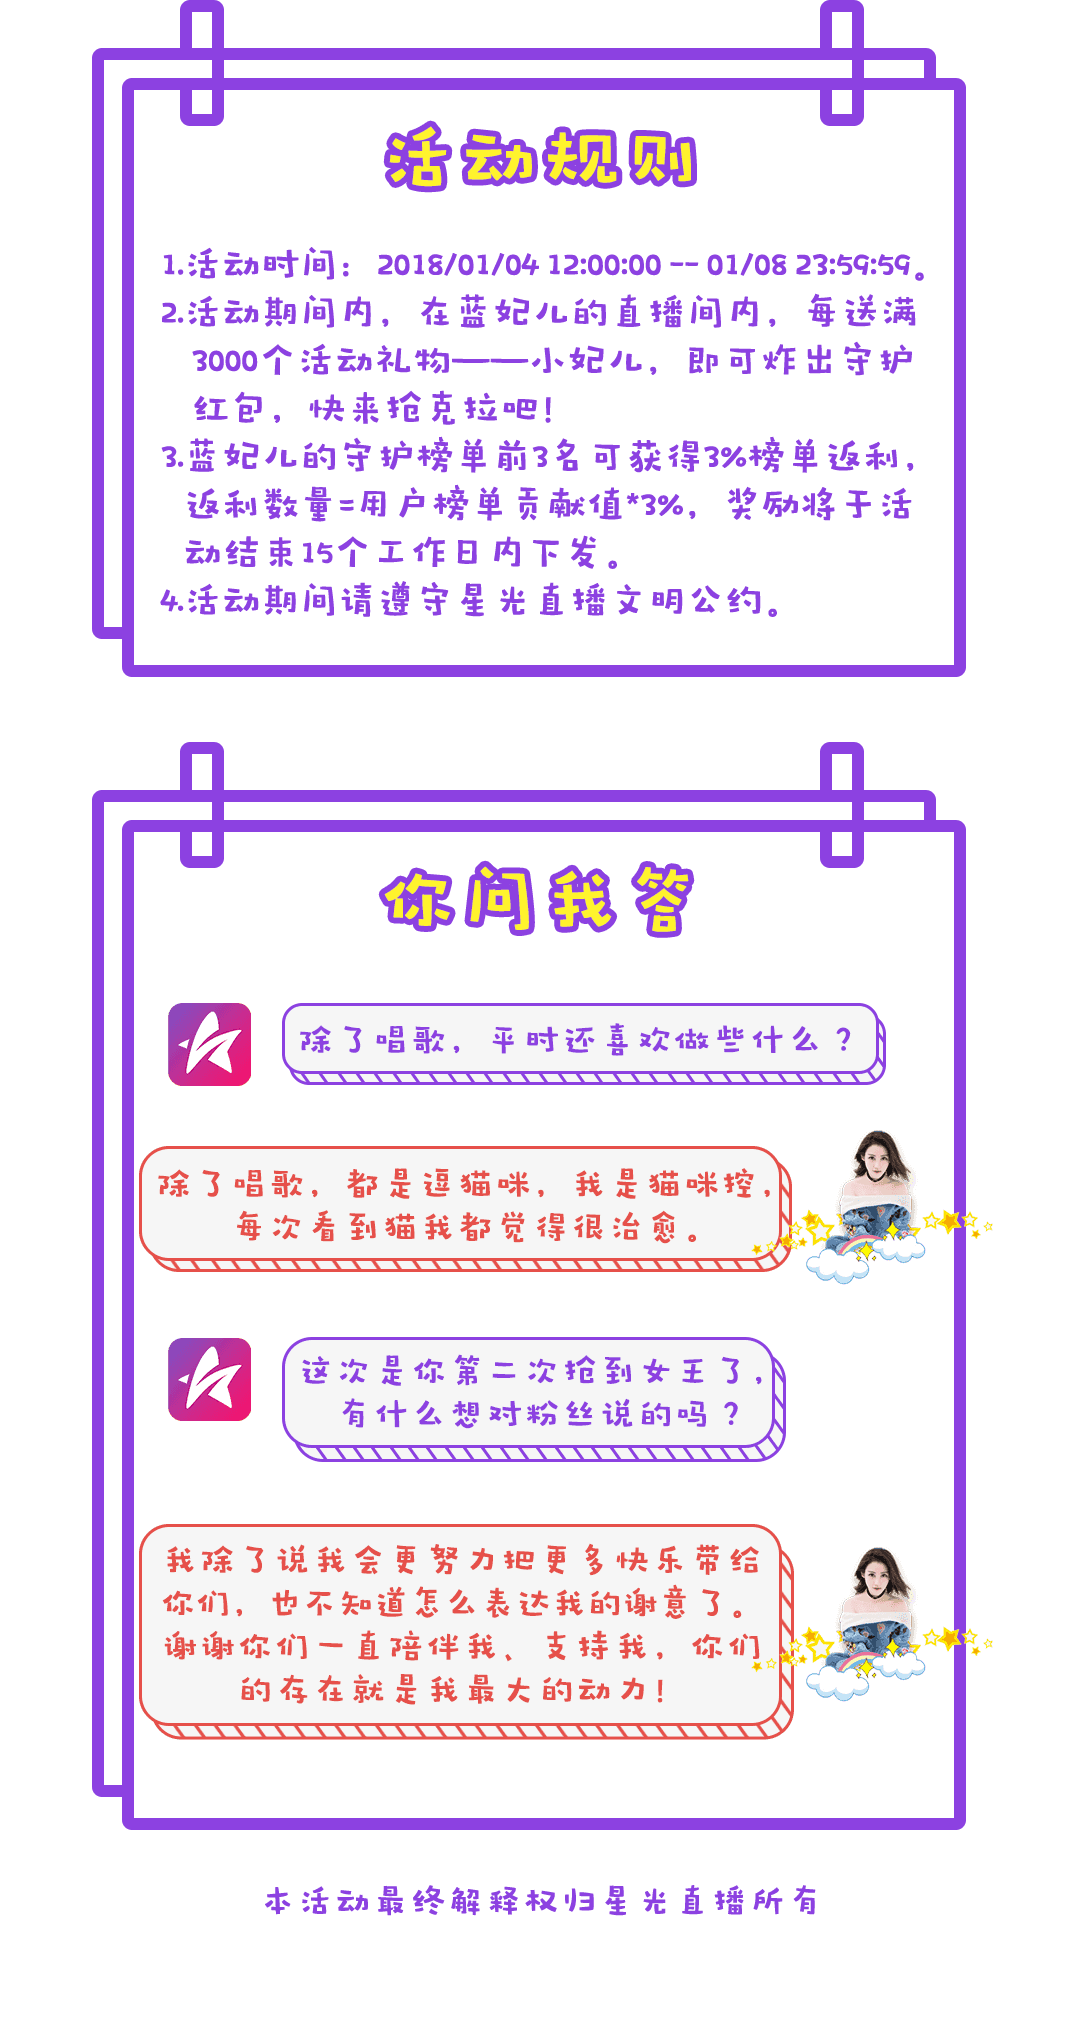 活动规则
1.活动时间：2018/01/04 12:00:00 -- 01/08 23:59:59。
2.活动期间内，在蓝妃儿的直播间内，每送满
3000个活动礼物——小妃儿，即可炸出守护
红包，快来抢克拉吧！
3.蓝妃儿的守护榜单前3名可获得3%榜单返利，
返利数量=用户榜单贡献值*3%，奖励将于活
动结束15个工作日内下发。
4.活动期间请遵守星光直播文明公约。
你问我答
除了唱歌，平时还喜欢做些什么？
除了唱歌，都是逗猫咪，我是猫咪控，
每次看到猫我都觉得很治愈。
这次是你第二次抢到女王了，
有什么想对粉丝说的吗？
我除了说我会更努力把更多快乐带给
你们，也不知道怎么表达我的谢意了。
谢谢你们一直陪伴我、支持我，你们
的存在就是我最大的动力！
本活动最终解释权归星光直播所有